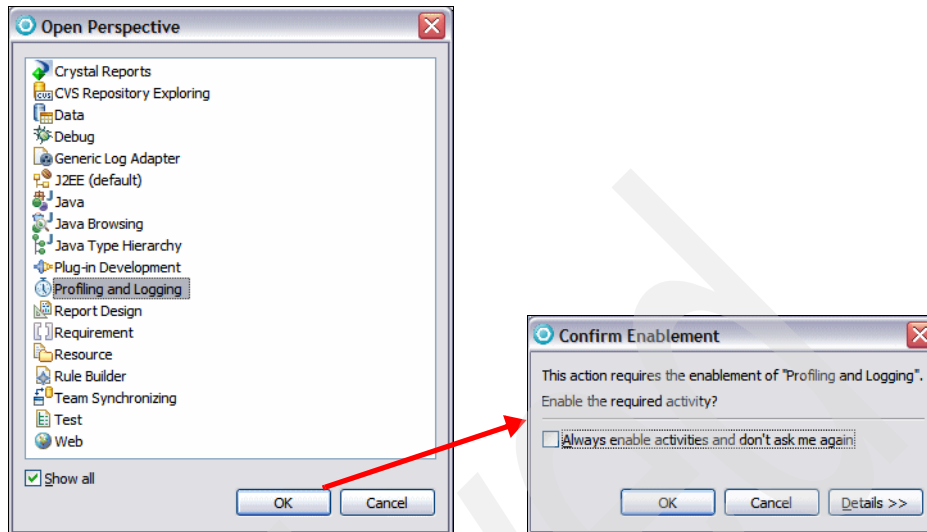 Open Perspective
Crystal Reports
CVS Repository Exploring
Data
Debug
Generic Log Adapter
J2EE (default)
Java
Java Browsing
Java Type Hierarchy
Plug-in Development
Profiling and Logging
Report Design
Requirement
Resource
Rule Builder
Team Synchronizing
Test
Web
Show all
OK Cancel
Confirm Enablement
This action requires the enablement of "Profiling and Logging".
Enable the required activity?
Always enable activities and don't ask me again
OK Cancel Details >>